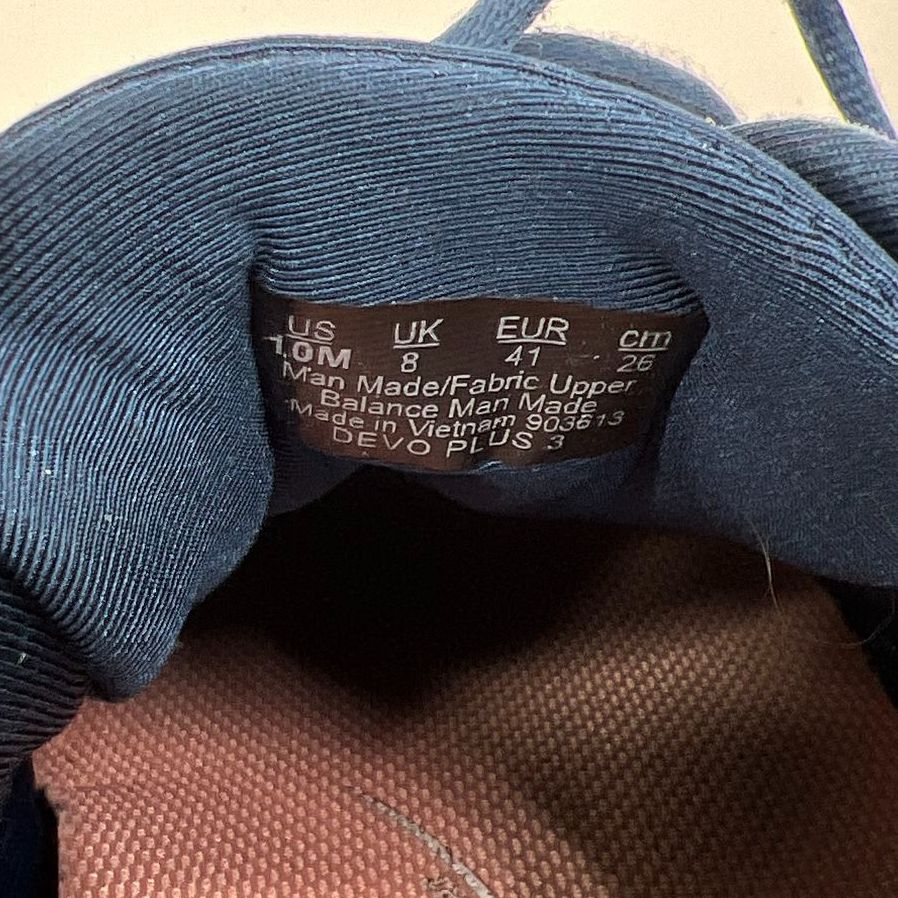 US UK EUR cm
10M 8 41 26
Man Made/Fabric Upper
Balance Man Made
Made in Vietnam 903613
DEVO PLUS 3